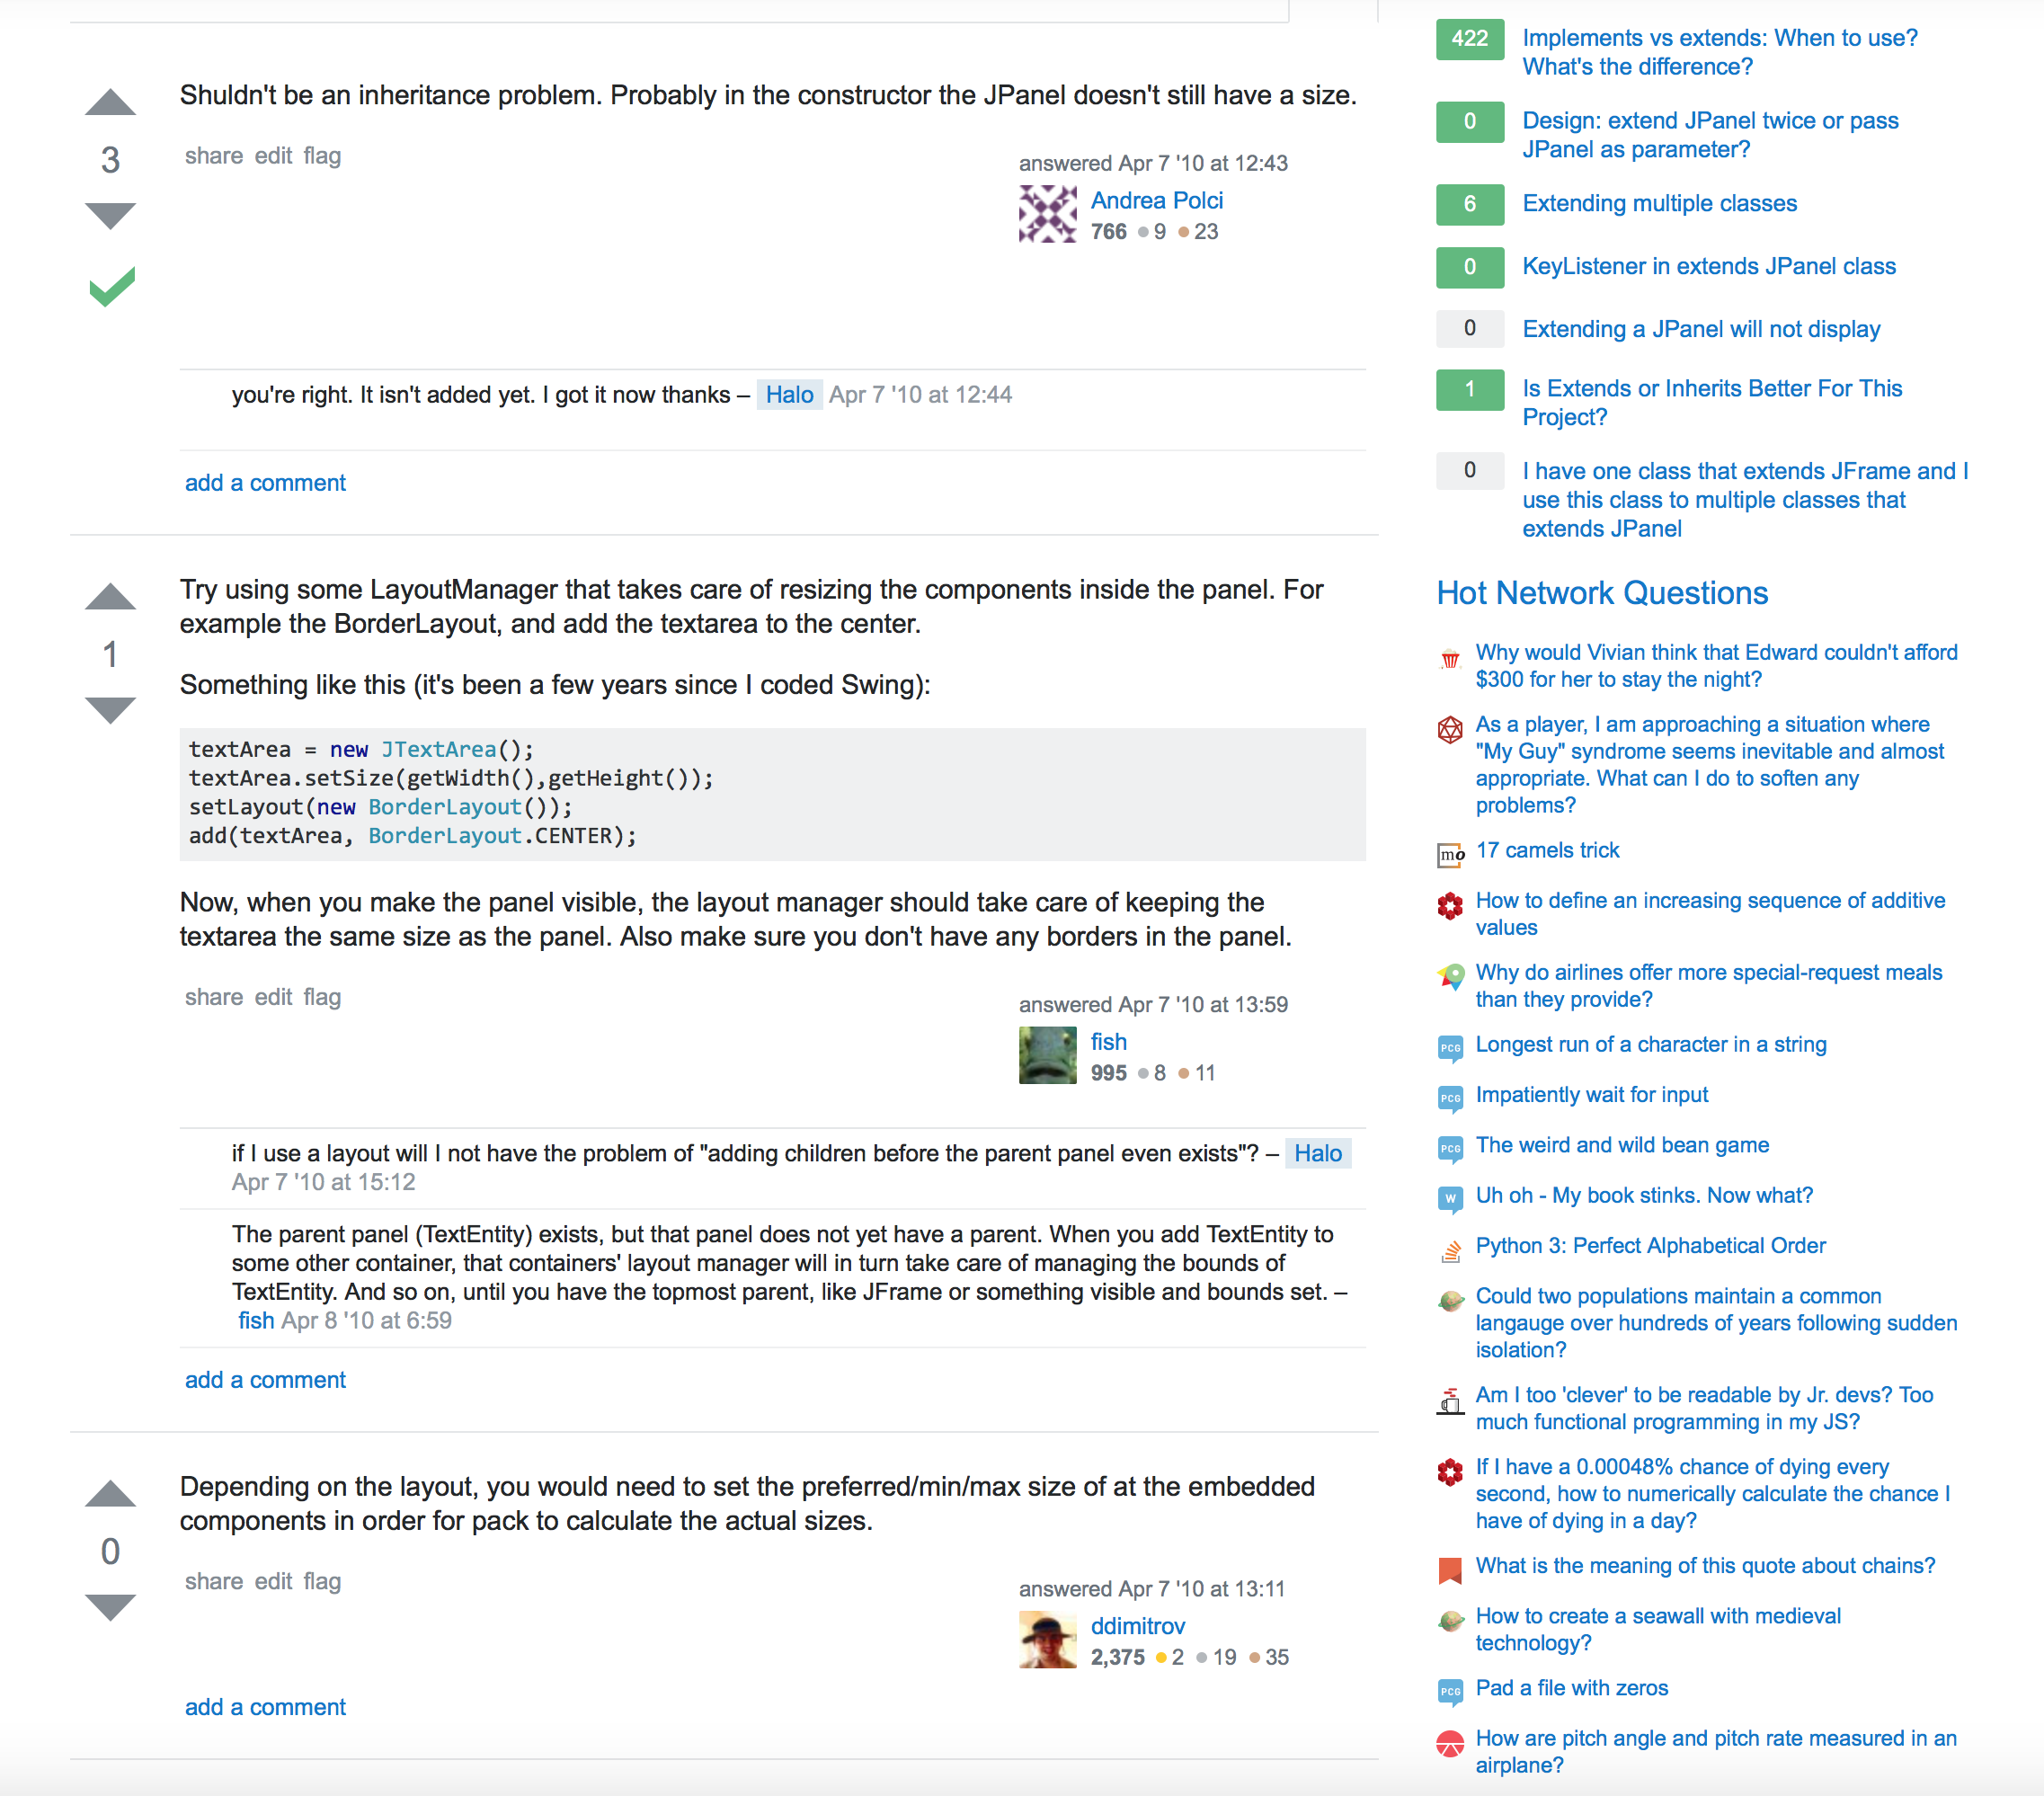 Shuldn't be an inheritance problem. Probably in the constructor the JPanel doesn't still have a size.
3
share edit flag
answered Apr 7 '10 at 12:43
Andrea Polci
766 9 23
you're right. It isn't added yet. I got it now thanks – Halo Apr 7 '10 at 12:44
add a comment
Try using some LayoutManager that takes care of resizing the components inside the panel. For
example the BorderLayout, and add the textarea to the center.
1
Something like this (it's been a few years since I coded Swing):
textArea = new JTextArea();
textArea.setSize(getWidth(),getHeight());
setLayout(new BorderLayout());
add(textArea, BorderLayout.CENTER);
Now, when you make the panel visible, the layout manager should take care of keeping the
textarea the same size as the panel. Also make sure you don't have any borders in the panel.
share edit flag
answered Apr 7 '10 at 13:59
fish
995 8 11
if I use a layout will I not have the problem of "adding children before the parent panel even exists"? – Halo
Apr 7 '10 at 15:12
The parent panel (TextEntity) exists, but that panel does not yet have a parent. When you add TextEntity to
some other container, that containers' layout manager will in turn take care of managing the bounds of
TextEntity. And so on, until you have the topmost parent, like JFrame or something visible and bounds set. –
fish Apr 8 '10 at 6:59
add a comment
Depending on the layout, you would need to set the preferred/min/max size of at the embedded
components in order for pack to calculate the actual sizes.
0
share edit flag
answered Apr 7 '10 at 13:11
ddimitrov
2,375 2 19 35
add a comment
422 Implements vs extends: When to use?
What's the difference?
0 Design: extend JPanel twice or pass
JPanel as parameter?
6 Extending multiple classes
0 KeyListener in extends JPanel class
0 Extending a JPanel will not display
1 Is Extends or Inherits Better For This
Project?
0 I have one class that extends JFrame and I
use this class to multiple classes that
extends JPanel
Hot Network Questions
Why would Vivian think that Edward couldn't afford
$300 for her to stay the night?
As a player, I am approaching a situation where
"My Guy" syndrome seems inevitable and almost
appropriate. What can I do to soften any
problems?
mo 17 camels trick
How to define an increasing sequence of additive
values
Why do airlines offer more special-request meals
than they provide?
PCG Longest run of a character in a string
PCG Impatiently wait for input
PCG The weird and wild bean game
W Uh oh - My book stinks. Now what?
Python 3: Perfect Alphabetical Order
Could two populations maintain a common
langauge over hundreds of years following sudden
isolation?
Am I too 'clever' to be readable by Jr. devs? Too
much functional programming in my JS?
If I have a 0.00048% chance of dying every
second, how to numerically calculate the chance I
have of dying in a day?
What is the meaning of this quote about chains?
How to create a seawall with medieval
technology?
PCG Pad a file with zeros
How are pitch angle and pitch rate measured in an
airplane?